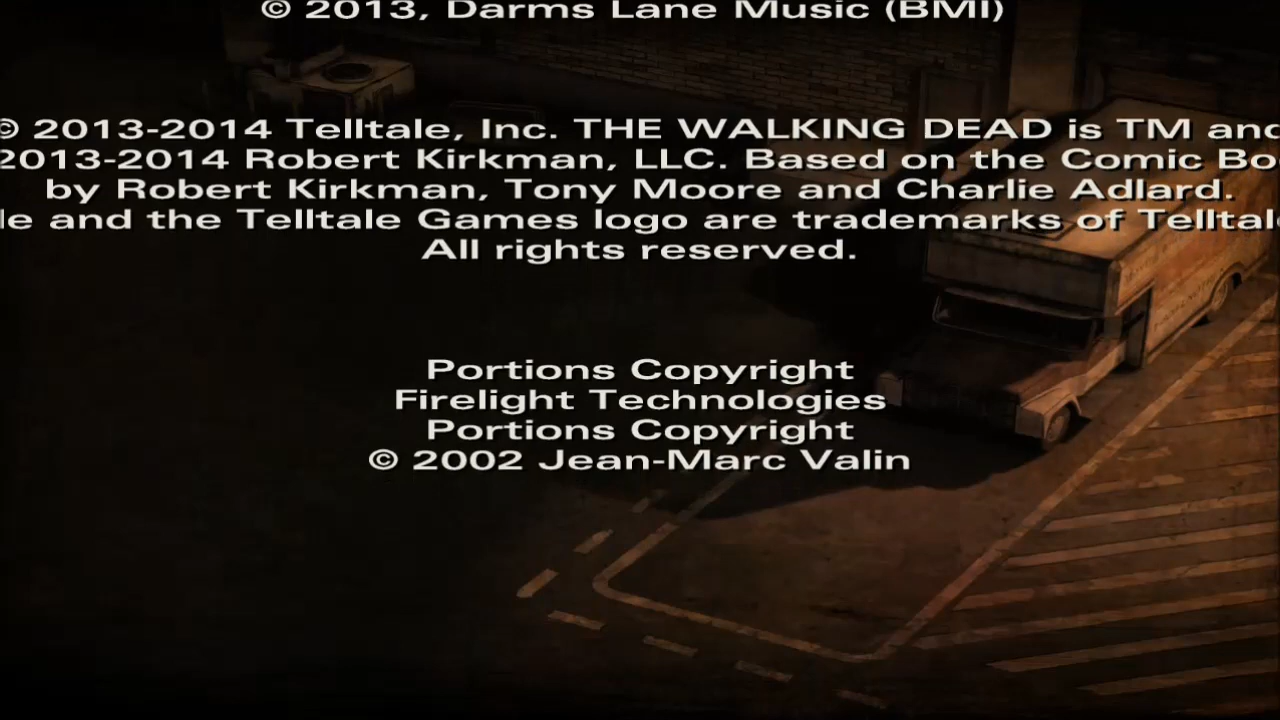 © 2013, Darms Lane Music (BMI)
© 2013-2014 Telltale, Inc. THE WALKING DEAD is TM and
2013-2014 Robert Kirkman, LLC. Based on the Comic Bo
by Robert Kirkman, Tony Moore and Charlie Adlard.
le and the Telltale Games logo are trademarks of Telltal
All rights reserved.
Portions Copyright
Firelight Technologies
Portions Copyright
© 2002 Jean-Marc Valin